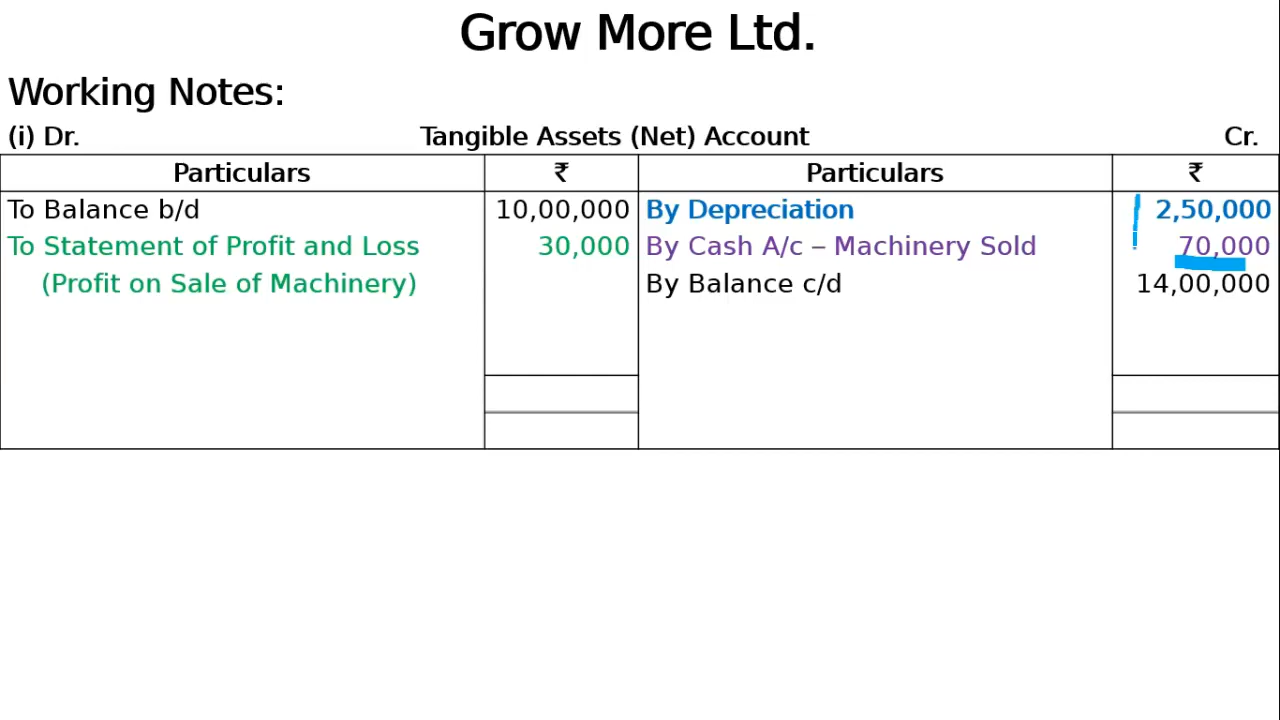 Grow More Ltd.
Working Notes:
(i) Dr. Tangible Assets (Net) Account Cr.
Particulars ₹ Particulars ₹
To Balance b/d 10,00,000 By Depreciation 2,50,000
To Statement of Profit and Loss 30,000 By Cash A/c – Machinery Sold 70,000
(Profit on Sale of Machinery) By Balance c/d 14,00,000